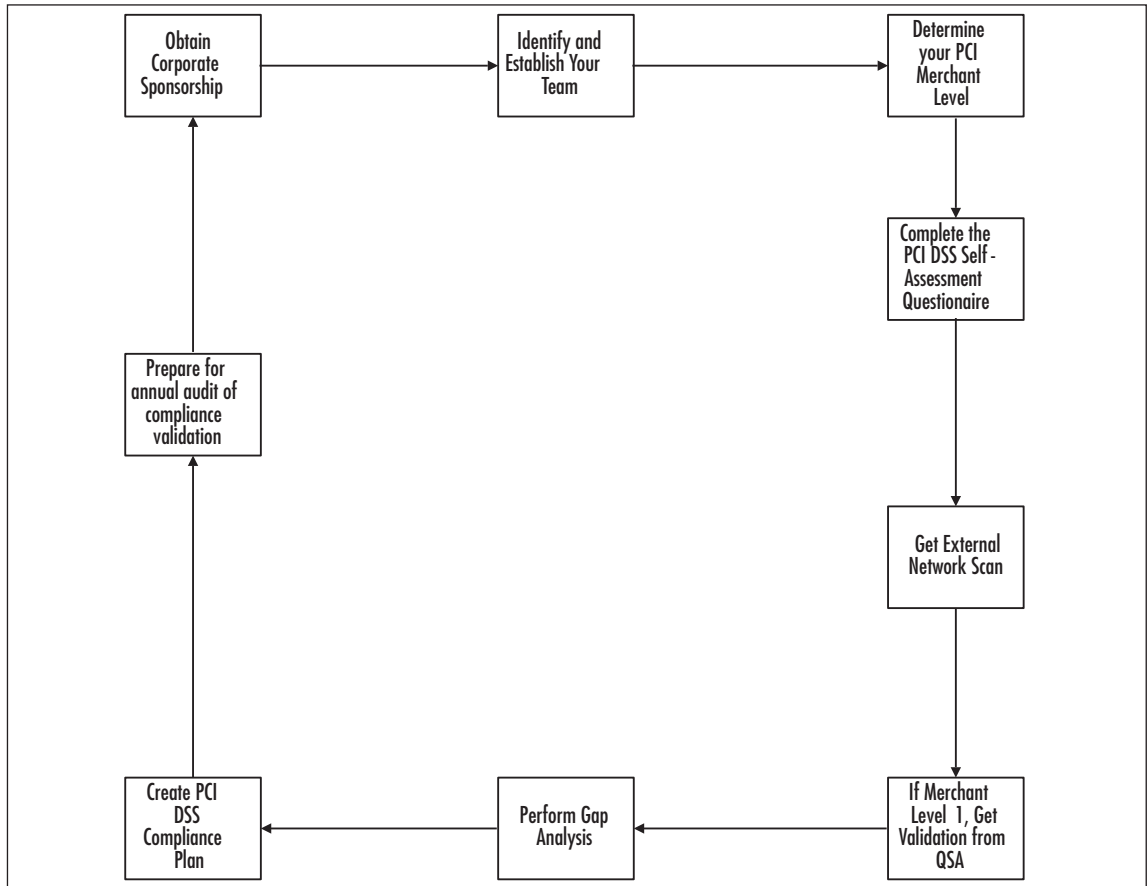 Obtain
Corporate
Sponsorship
Identify and
Establish Your
Team
Determine
your PCI
Merchant
Level
Complete the
PCI DSS Self -
Assessment
Questionaire
Get External
Network Scan
If Merchant
Level 1, Get
Validation from
QSA
Perform Gap
Analysis
Create PCI
DSS
Compliance
Plan
Prepare for
annual audit of
compliance
validation